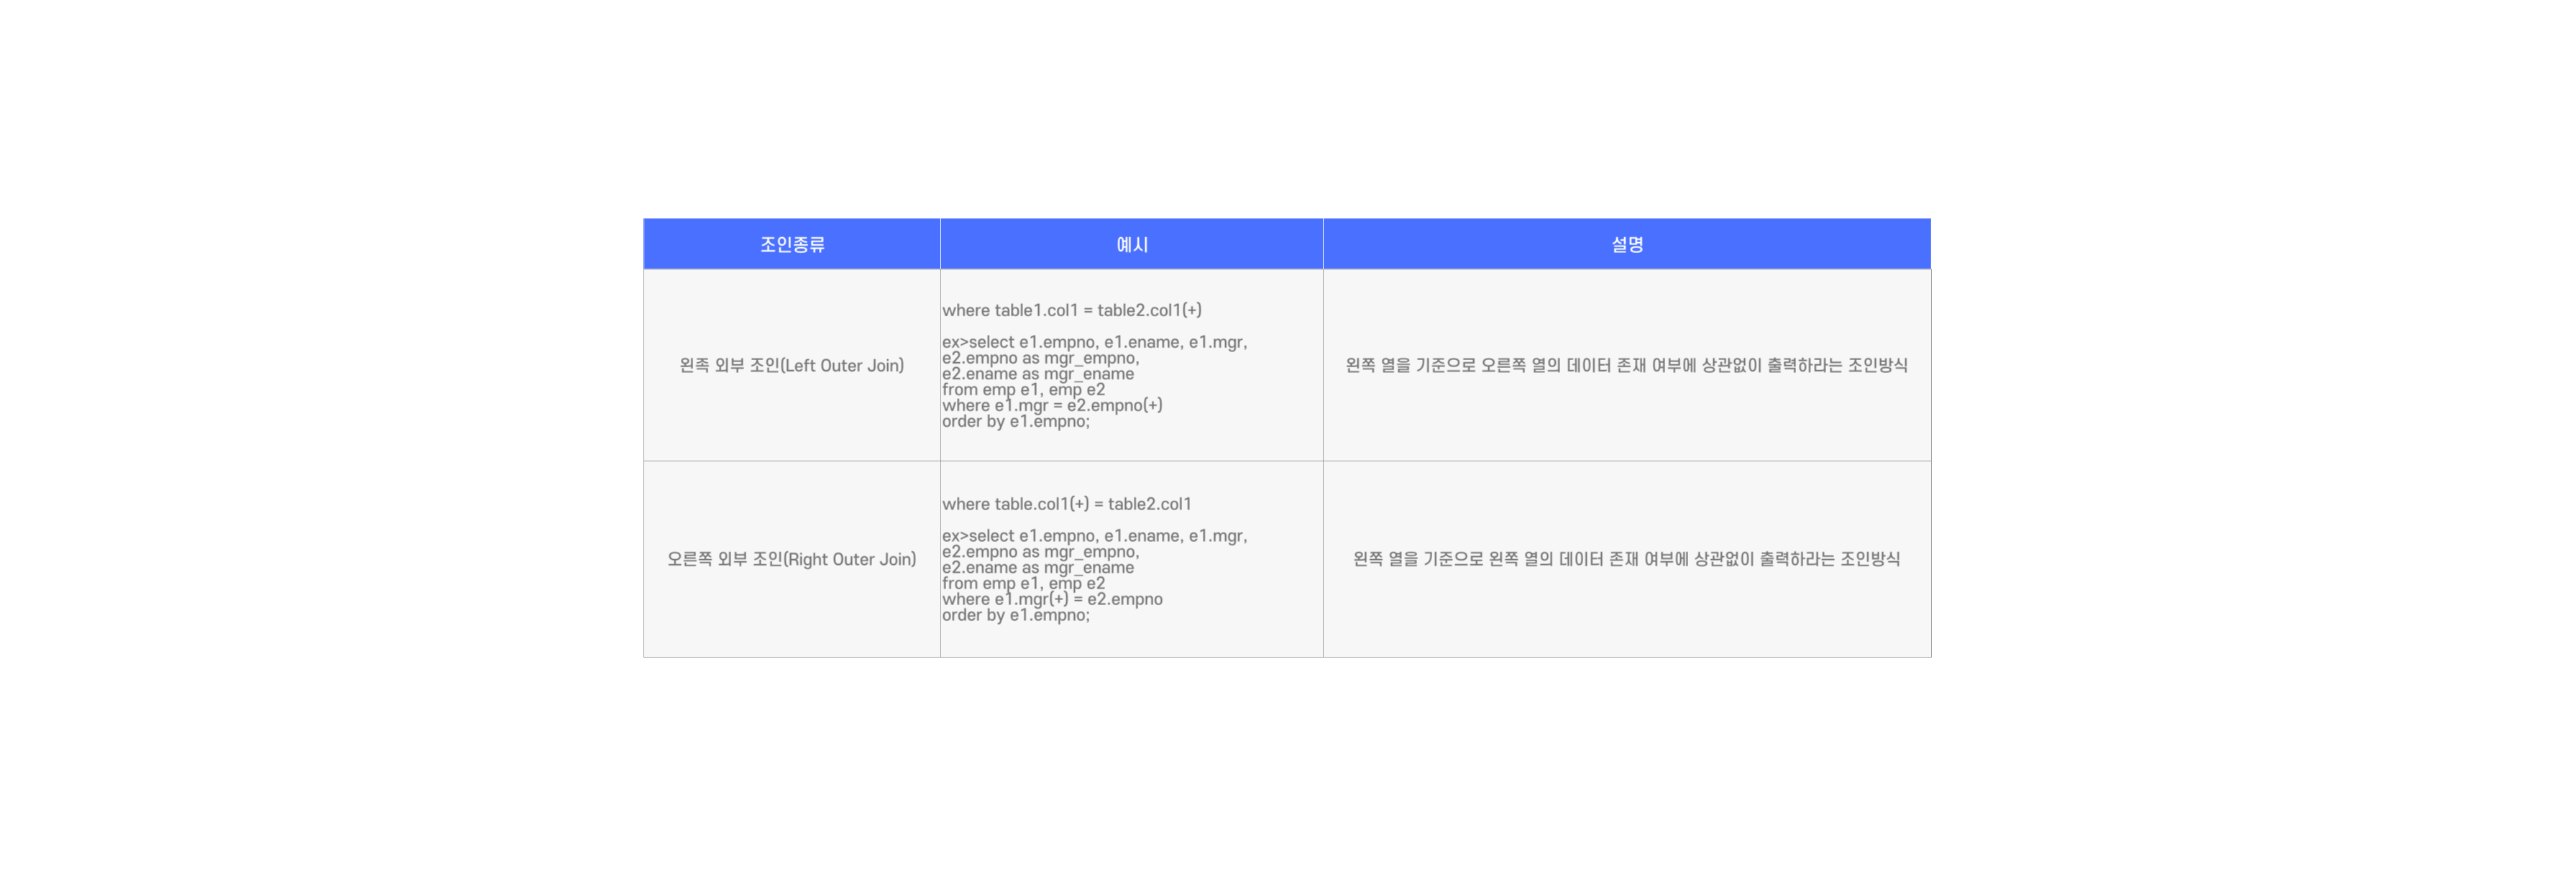 조인종류
예시
설명
왼족 외부 조인(Left Outer Join)
where table1.col1 = table2.col1(+)
ex>select e1.empno, e1.ename, e1.mgr,
e2.empno as mgr_empno,
e2.ename as mgr_ename
from emp e1, emp e2
where e1.mgr = e2.empno(+)
order by e1.empno;
왼쪽 열을 기준으로 오른쪽 열의 데이터 존재 여부에 상관없이 출력하라는 조인방식
오른쪽 외부 조인(Right Outer Join)
where table.col1(+) = table2.col1
ex>select e1.empno, e1.ename, e1.mgr,
e2.empno as mgr_empno,
e2.ename as mgr_ename
from emp e1, emp e2
where e1.mgr(+) = e2.empno
order by e1.empno;
왼쪽 열을 기준으로 왼쪽 열의 데이터 존재 여부에 상관없이 출력하라는 조인방식